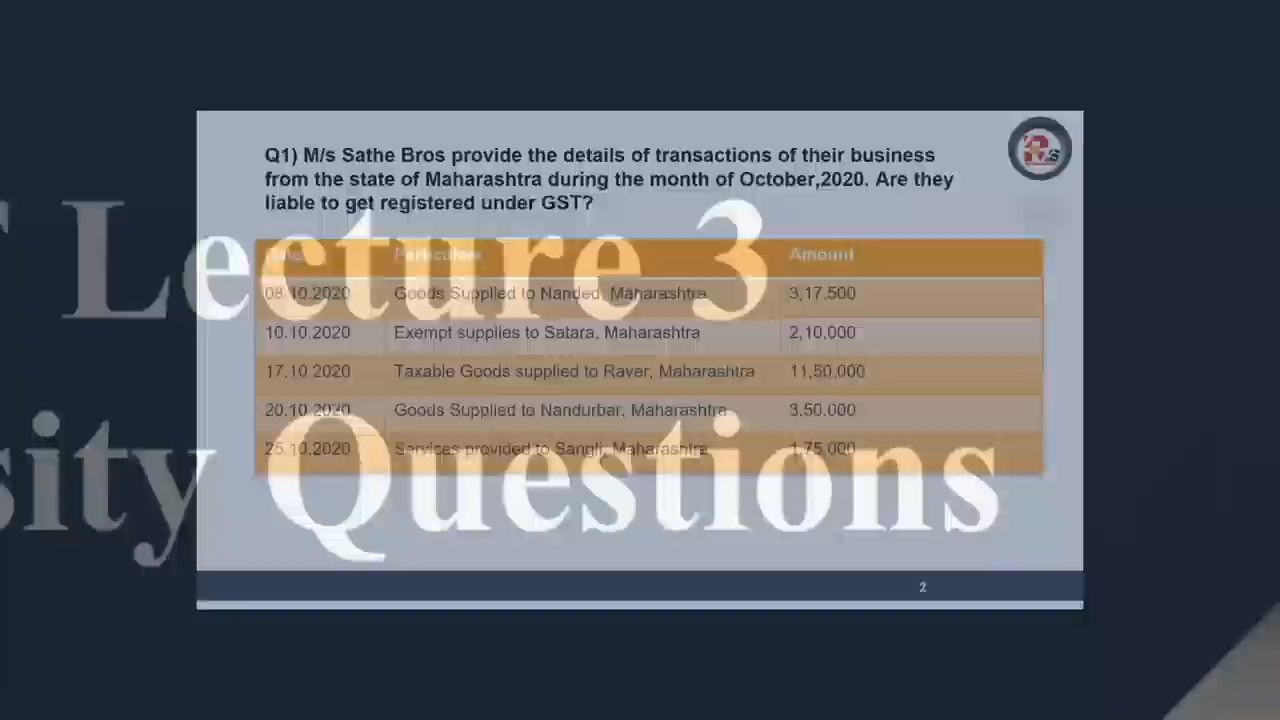 Q1) M/s Sathe Bros provide the details of transactions of their business
from the state of Maharashtra during the month of October,2020. Are they
liable to get registered under GST?
Lecture 3
Particulars Amount
08.10.2020 Goods Supplied to Nanded, Maharashtra 3,17,500
10.10.2020 Exempt supplies to Satara, Maharashtra 2,10,000
17.10.2020 Taxable Goods supplied to Raver, Maharashtra 11,50,000
20.10.2020 Goods Supplied to Nandurbar, Maharashtra 3,50,000
25.10.2020 Services provided to Sangli, Maharashtra 1,75,000
sity Questions
2